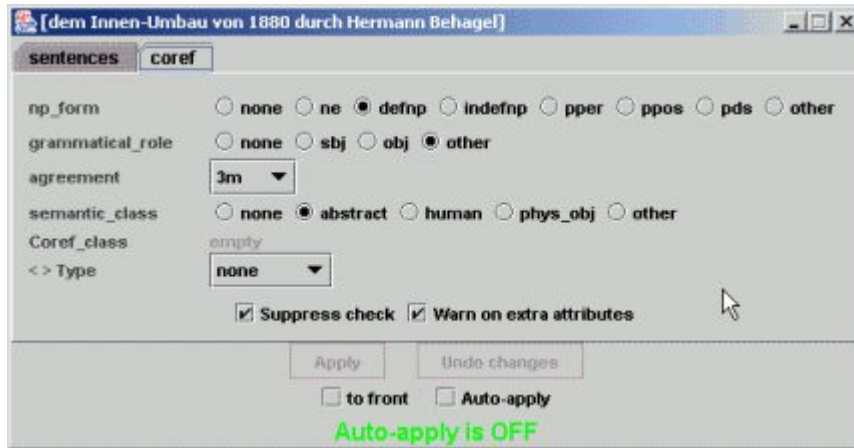 [dem Innen-Umbau von 1880 durch Hermann Behagel]
sentences coref
np_form none ne defnp indefnp pper ppos pds other
grammatical_role none sbj obj other
agreement 3m
semantic_class none abstract human phys_obj other
Coref_class empty
<> Type none
Suppress check Warn on extra attributes
Apply Undo changes
to front Auto-apply
Auto-apply is OFF